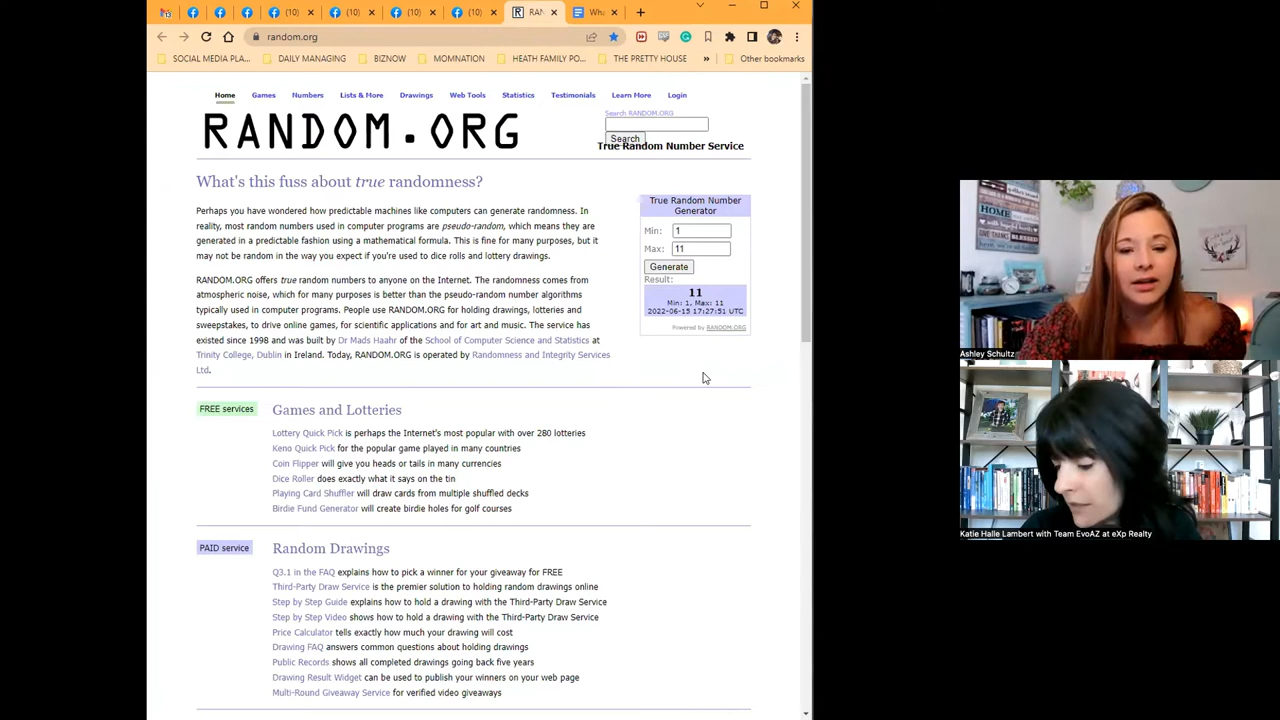 (10)
(10)
(10)
(10)
RAN
Wha
random.org
SOCIAL MEDIA PLA...
DAILY MANAGING
BIZNOW
MOMNATION
HEATH FAMILY PO...
THE PRETTY HOUSE
»
Other bookmarks
Home
Games
Numbers
Lists & More
Drawings
Web Tools
Statistics
Testimonials
Learn More
Login
Search RANDOM.ORG
Search
RANDOM.ORG
True Random Number Service
What's this fuss about true randomness?
Perhaps you have wondered how predictable machines like computers can generate randomness. In
reality, most random numbers used in computer programs are pseudo-random, which means they are
generated in a predictable fashion using a mathematical formula. This is fine for many purposes, but it
may not be random in the way you expect if you're used to dice rolls and lottery drawings.
RANDOM.ORG offers true random numbers to anyone on the Internet. The randomness comes from
atmospheric noise, which for many purposes is better than the pseudo-random number algorithms
typically used in computer programs. People use RANDOM.ORG for holding drawings, lotteries and
sweepstakes, to drive online games, for scientific applications and for art and music. The service has
existed since 1998 and was built by Dr Mads Haahr of the School of Computer Science and Statistics at
Trinity College, Dublin in Ireland. Today, RANDOM.ORG is operated by Randomness and Integrity Services
Ltd.
True Random Number
Generator
Min: 1
Max: 11
Generate
Result:
11
Min: 1, Max: 11
2022-06-15 17:27:51 UTC
Powered by RANDOM.ORG
FREE services
Games and Lotteries
Lottery Quick Pick is perhaps the Internet's most popular with over 280 lotteries
Keno Quick Pick for the popular game played in many countries
Coin Flipper will give you heads or tails in many currencies
Dice Roller does exactly what it says on the tin
Playing Card Shuffler will draw cards from multiple shuffled decks
Birdie Fund Generator will create birdie holes for golf courses
PAID service
Random Drawings
Q3.1 in the FAQ explains how to pick a winner for your giveaway for FREE
Third-Party Draw Service is the premier solution to holding random drawings online
Step by Step Guide explains how to hold a drawing with the Third-Party Draw Service
Step by Step Video shows how to hold a drawing with the Third-Party Draw Service
Price Calculator tells exactly how much your drawing will cost
Drawing FAQ answers common questions about holding drawings
Public Records shows all completed drawings going back five years
Drawing Result Widget can be used to publish your winners on your web page
Multi-Round Giveaway Service for verified video giveaways
HOME
BLESSED
Ashley Schultz
Katie Halle Lambert with Team EvoAZ at eXp Realty